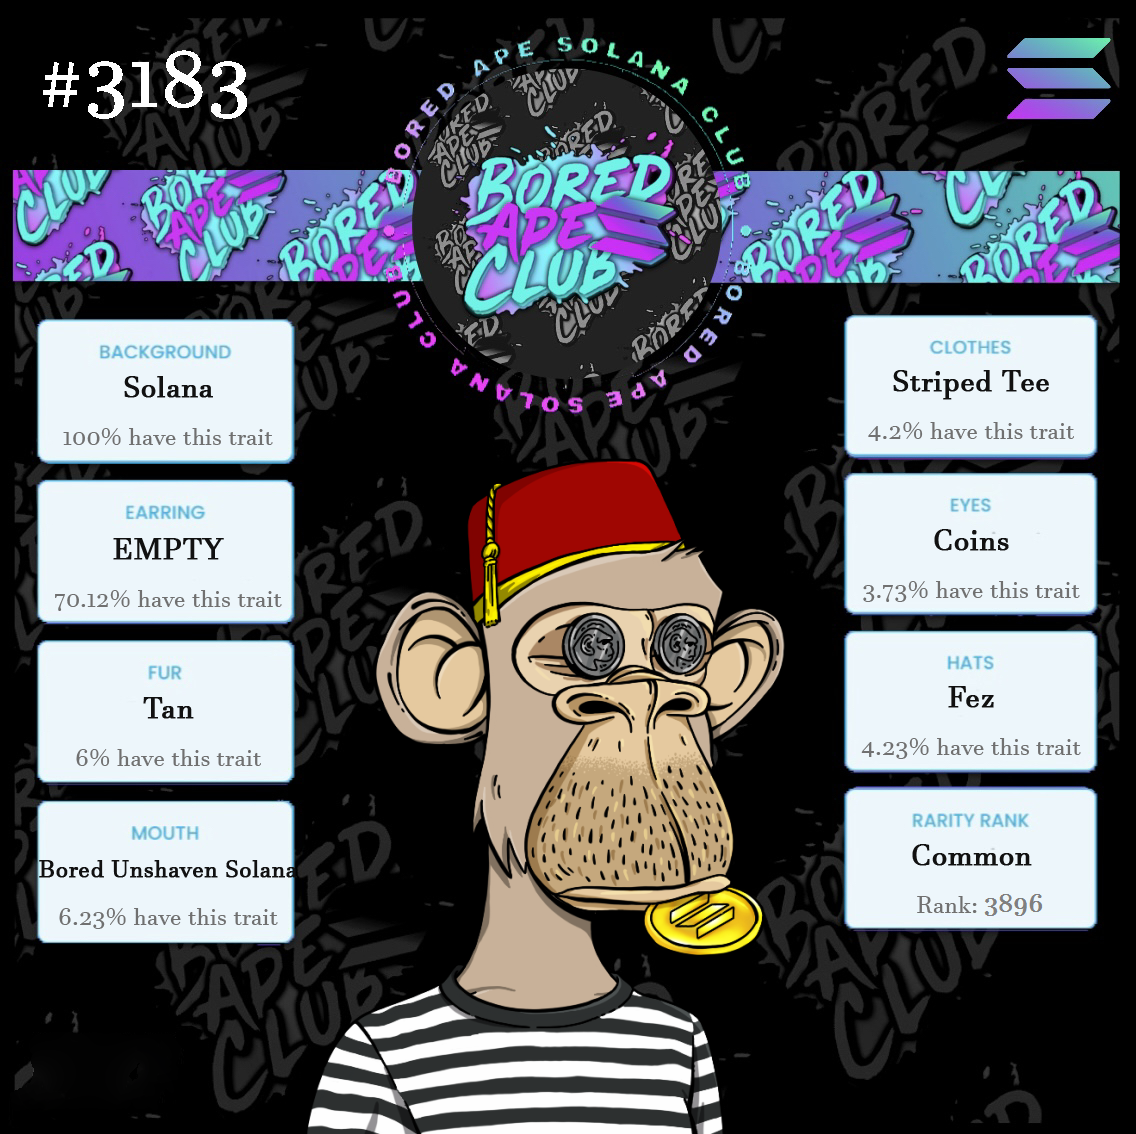 #3183
BORED APE SOLANA CLUB
BORED APE SOLANA CLUB
BORED
APE
CLUB
BACKGROUND
Solana
100% have this trait
EARRING
EMPTY
70.12% have this trait
FUR
Tan
6% have this trait
MOUTH
Bored Unshaven Solana
6.23% have this trait
CLOTHES
Striped Tee
4.2% have this trait
EYES
Coins
3.73% have this trait
HATS
Fez
4.23% have this trait
RARITY RANK
Common
Rank: 3896